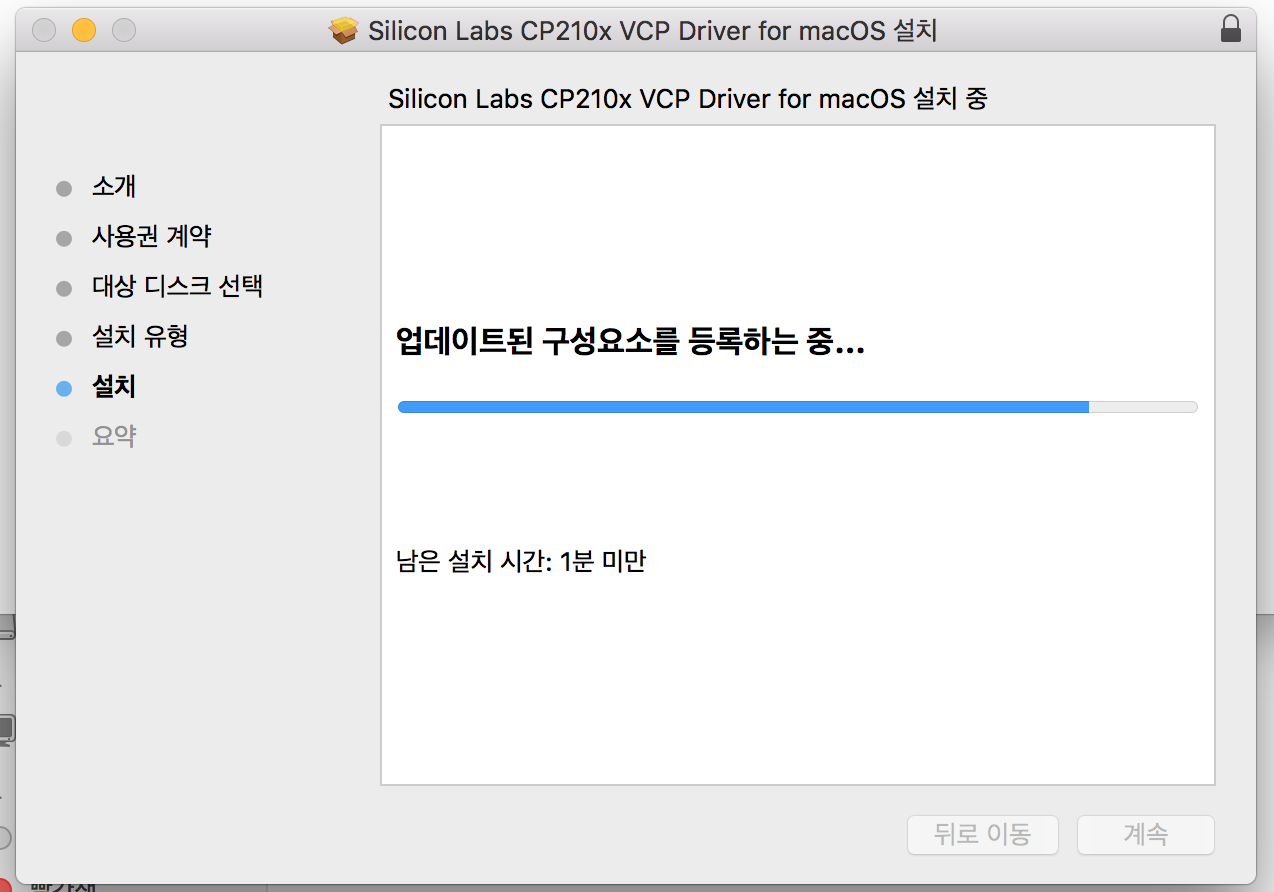 Silicon Labs CP210x VCP Driver for macOS 설치
Silicon Labs CP210x VCP Driver for macOS 설치 중
소개
사용권 계약
대상 디스크 선택
설치 유형
설치
요약
업데이트된 구성요소를 등록하는 중...
남은 설치 시간: 1분 미만
뒤로 이동
계속